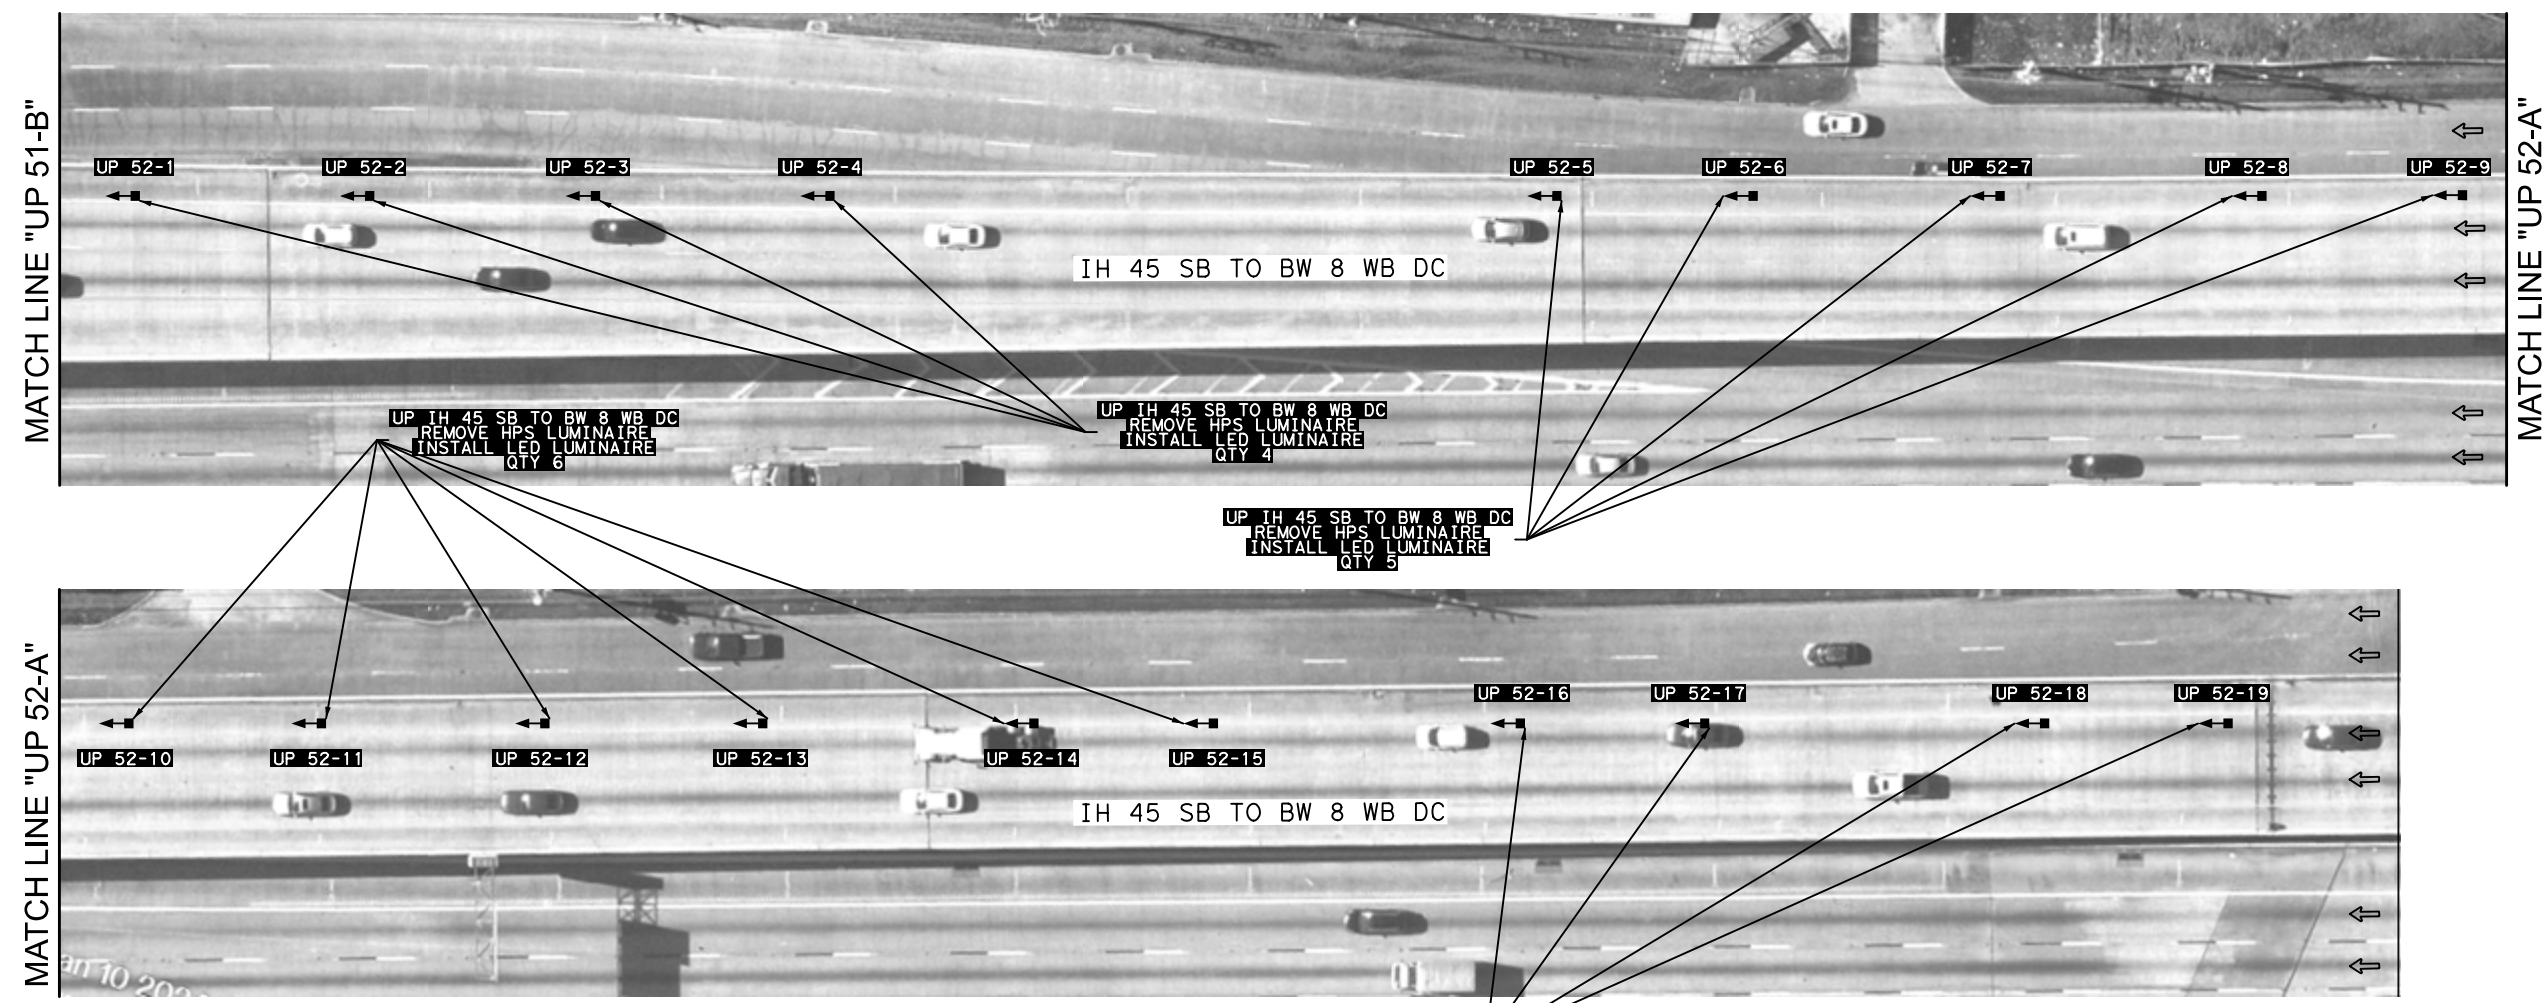 MATCH LINE "UP 51-B"
MATCH LINE "UP 52-A"
UP 52-1
UP 52-2
UP 52-3
UP 52-4
UP 52-5
UP 52-6
UP 52-7
UP 52-8
UP 52-9
IH 45 SB TO BW 8 WB DC
UP IH 45 SB TO BW 8 WB DC
REMOVE HPS LUMINAIRE
INSTALL LED LUMINAIRE
QTY 6
UP IH 45 SB TO BW 8 WB DC
REMOVE HPS LUMINAIRE
INSTALL LED LUMINAIRE
QTY 4
UP IH 45 SB TO BW 8 WB DC
REMOVE HPS LUMINAIRE
INSTALL LED LUMINAIRE
QTY 5
MATCH LINE "UP 52-A"
UP 52-16
UP 52-17
UP 52-18
UP 52-19
UP 52-10
UP 52-11
UP 52-12
UP 52-13
UP 52-14
UP 52-15
IH 45 SB TO BW 8 WB DC
an 10 202